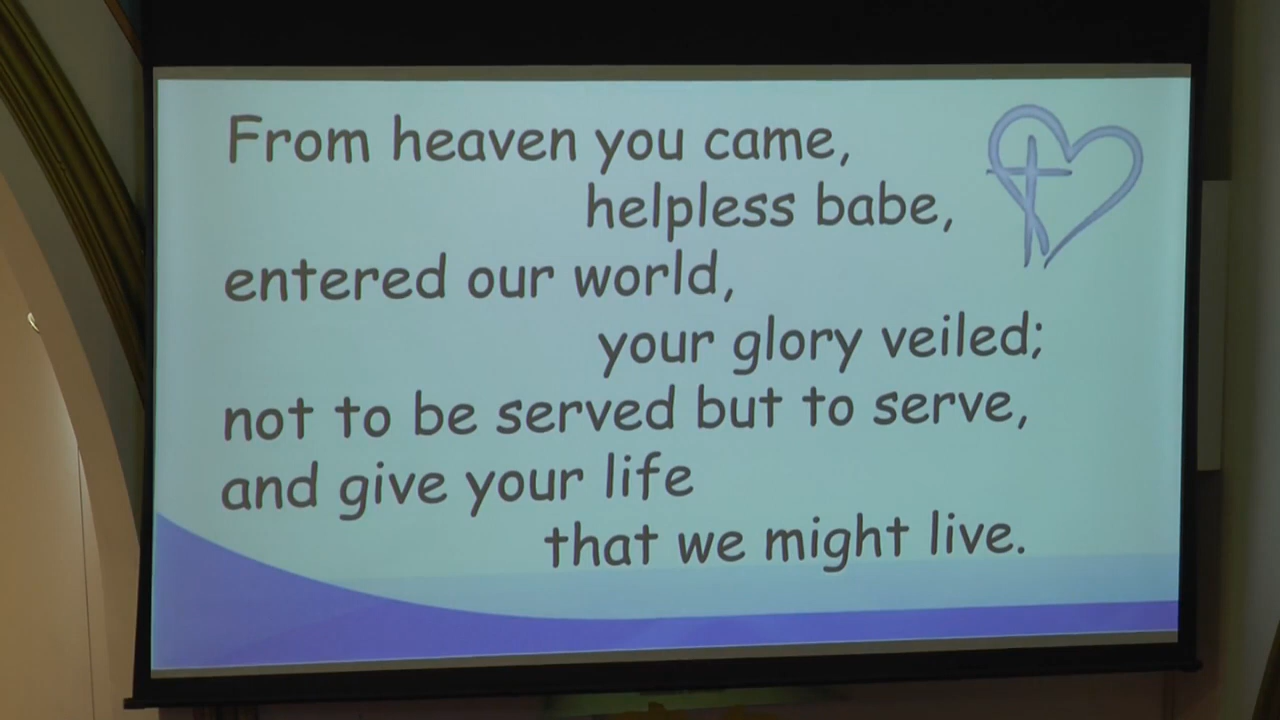 From heaven you came,
helpless babe,
entered our world,
your glory veiled;
not to be served but to serve,
and give your life
that we might live.